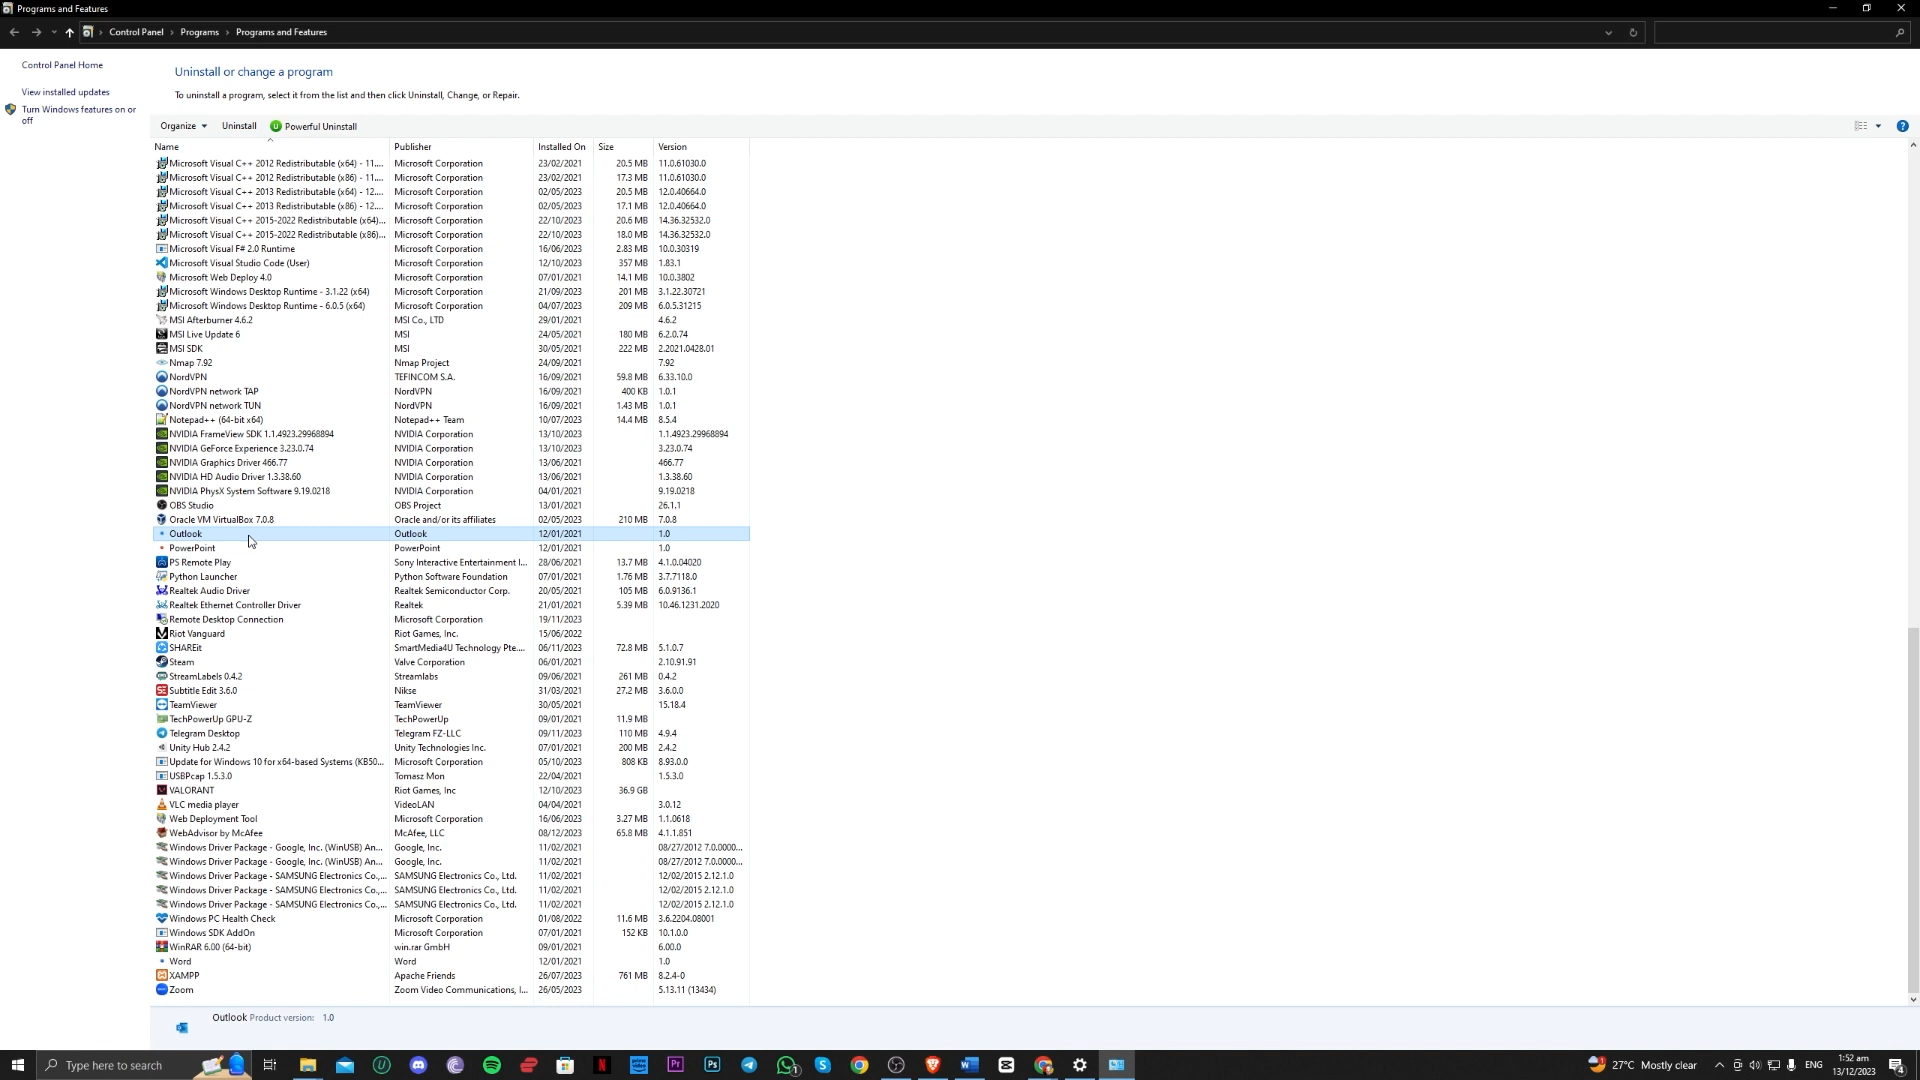 Programs and Features
Control Panel › Programs › Programs and Features
Control Panel Home
View installed updates
Turn Windows features on or
off
Uninstall or change a program
To uninstall a program, select it from the list and then click Uninstall, Change, or Repair.
Organize Uninstall Powerful Uninstall
Name Publisher Installed On Size Version
Microsoft Visual C++ 2012 Redistributable (x64) - 11.... Microsoft Corporation 23/02/2021 20.5 MB 11.0.61030.0
Microsoft Visual C++ 2012 Redistributable (x86) - 11.... Microsoft Corporation 23/02/2021 17.3 MB 11.0.61030.0
Microsoft Visual C++ 2013 Redistributable (x64) - 12.... Microsoft Corporation 02/05/2023 20.5 MB 12.0.40664.0
Microsoft Visual C++ 2013 Redistributable (x86) - 12.... Microsoft Corporation 02/05/2023 17.1 MB 12.0.40664.0
Microsoft Visual C++ 2015-2022 Redistributable (x64)... Microsoft Corporation 22/10/2023 20.6 MB 14.36.32532.0
Microsoft Visual C++ 2015-2022 Redistributable (x86)... Microsoft Corporation 22/10/2023 18.0 MB 14.36.32532.0
Microsoft Visual F# 2.0 Runtime Microsoft Corporation 16/06/2023 2.83 MB 10.0.30319
Microsoft Visual Studio Code (User) Microsoft Corporation 12/10/2023 357 MB 1.83.1
Microsoft Web Deploy 4.0 Microsoft Corporation 07/01/2021 14.1 MB 10.0.3802
Microsoft Windows Desktop Runtime - 3.1.22 (x64) Microsoft Corporation 21/09/2023 201 MB 3.1.22.30721
Microsoft Windows Desktop Runtime - 6.0.5 (x64) Microsoft Corporation 04/07/2023 209 MB 6.0.5.31215
MSI Afterburner 4.6.2 MSI Co., LTD 29/01/2021 4.6.2
MSI Live Update 6 MSI 24/05/2021 180 MB 6.2.0.74
MSI SDK MSI 30/05/2021 222 MB 2.2021.0428.01
Nmap 7.92 Nmap Project 24/09/2021 7.92
NordVPN TEFINCOM S.A. 16/09/2021 59.8 MB 6.33.10.0
NordVPN network TAP NordVPN 16/09/2021 400 KB 1.0.1
NordVPN network TUN NordVPN 16/09/2021 1.43 MB 1.0.1
Notepad++ (64-bit x64) Notepad++ Team 10/07/2023 14.4 MB 8.5.4
NVIDIA FrameView SDK 1.1.4923.29968894 NVIDIA Corporation 13/10/2023 1.1.4923.29968894
NVIDIA GeForce Experience 3.23.0.74 NVIDIA Corporation 13/10/2023 3.23.0.74
NVIDIA Graphics Driver 466.77 NVIDIA Corporation 13/06/2021 466.77
NVIDIA HD Audio Driver 1.3.38.60 NVIDIA Corporation 13/06/2021 1.3.38.60
NVIDIA PhysX System Software 9.19.0218 NVIDIA Corporation 04/01/2021 9.19.0218
OBS Studio OBS Project 13/01/2021 26.1.1
Oracle VM VirtualBox 7.0.8 Oracle and/or its affiliates 02/05/2023 210 MB 7.0.8
Outlook Outlook 12/01/2021 1.0
PowerPoint PowerPoint 12/01/2021 1.0
PS Remote Play Sony Interactive Entertainment I... 28/06/2021 13.7 MB 4.1.0.04020
Python Launcher Python Software Foundation 07/01/2021 1.76 MB 3.7.7118.0
Realtek Audio Driver Realtek Semiconductor Corp. 20/05/2021 105 MB 6.0.9136.1
Realtek Ethernet Controller Driver Realtek 21/01/2021 5.39 MB 10.46.1231.2020
Remote Desktop Connection Microsoft Corporation 19/11/2023
Riot Vanguard Riot Games, Inc. 15/06/2022
SHAREit SmartMedia4U Technology Pte.... 06/11/2023 72.8 MB 5.1.0.7
Steam Valve Corporation 06/01/2021 2.10.91.91
StreamLabels 0.4.2 Streamlabs 09/06/2021 261 MB 0.4.2
Subtitle Edit 3.6.0 Nikse 31/03/2021 27.2 MB 3.6.0.0
TeamViewer TeamViewer 30/05/2021 15.18.4
TechPowerUp GPU-Z TechPowerUp 09/01/2021 11.9 MB
Telegram Desktop Telegram FZ-LLC 09/11/2023 110 MB 4.9.4
Unity Hub 2.4.2 Unity Technologies Inc. 07/01/2021 200 MB 2.4.2
Update for Windows 10 for x64-based Systems (KB50... Microsoft Corporation 05/10/2023 808 KB 8.93.0.0
USBPcap 1.5.3.0 Tomasz Mon 22/04/2021 1.5.3.0
VALORANT Riot Games, Inc 12/10/2023 36.9 GB
VLC media player VideoLAN 04/04/2021 3.0.12
Web Deployment Tool Microsoft Corporation 16/06/2023 3.27 MB 1.1.0618
WebAdvisor by McAfee McAfee, LLC 08/12/2023 65.8 MB 4.1.1.851
Windows Driver Package - Google, Inc. (WinUSB) An... Google, Inc. 11/02/2021 08/27/2012 7.0.0000...
Windows Driver Package - Google, Inc. (WinUSB) An... Google, Inc. 11/02/2021 08/27/2012 7.0.0000...
Windows Driver Package - SAMSUNG Electronics Co.,... SAMSUNG Electronics Co., Ltd. 11/02/2021 12/02/2015 2.12.1.0
Windows Driver Package - SAMSUNG Electronics Co.,... SAMSUNG Electronics Co., Ltd. 11/02/2021 12/02/2015 2.12.1.0
Windows Driver Package - SAMSUNG Electronics Co.,... SAMSUNG Electronics Co., Ltd. 11/02/2021 12/02/2015 2.12.1.0
Windows PC Health Check Microsoft Corporation 01/08/2022 11.6 MB 3.6.2204.08001
Windows SDK AddOn Microsoft Corporation 07/01/2021 152 KB 10.1.0.0
WinRAR 6.00 (64-bit) win.rar GmbH 09/01/2021 6.00.0
Word Word 12/01/2021 1.0
XAMPP Apache Friends 26/07/2023 761 MB 8.2.4-0
Zoom Zoom Video Communications, I... 26/05/2023 5.13.11 (13434)
Outlook Product version: 1.0
Type here to search
27°C Mostly clear ENG 1:52 am
13/12/2023